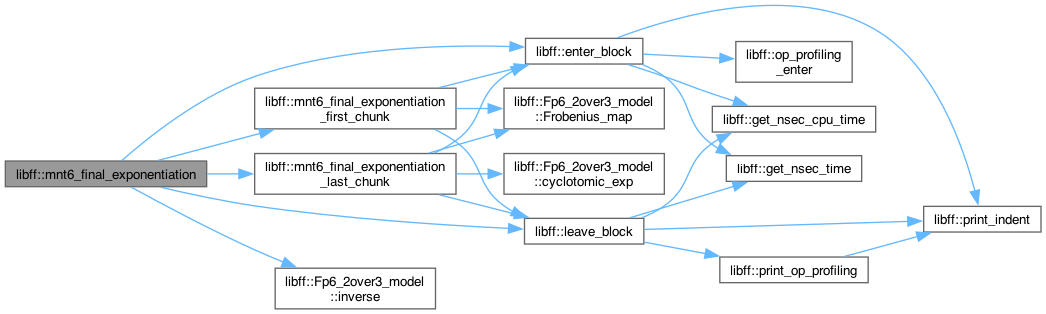 libff::mnt6_final_exponentiation
libff::mnt6_final_exponentiation
_first_chunk
libff::mnt6_final_exponentiation
_last_chunk
libff::Fp6_2over3_model
::inverse
libff::enter_block
libff::Fp6_2over3_model
::Frobenius_map
libff::Fp6_2over3_model
::cyclotomic_exp
libff::leave_block
libff::op_profiling
_enter
libff::get_nsec_cpu_time
libff::get_nsec_time
libff::print_op_profiling
libff::print_indent